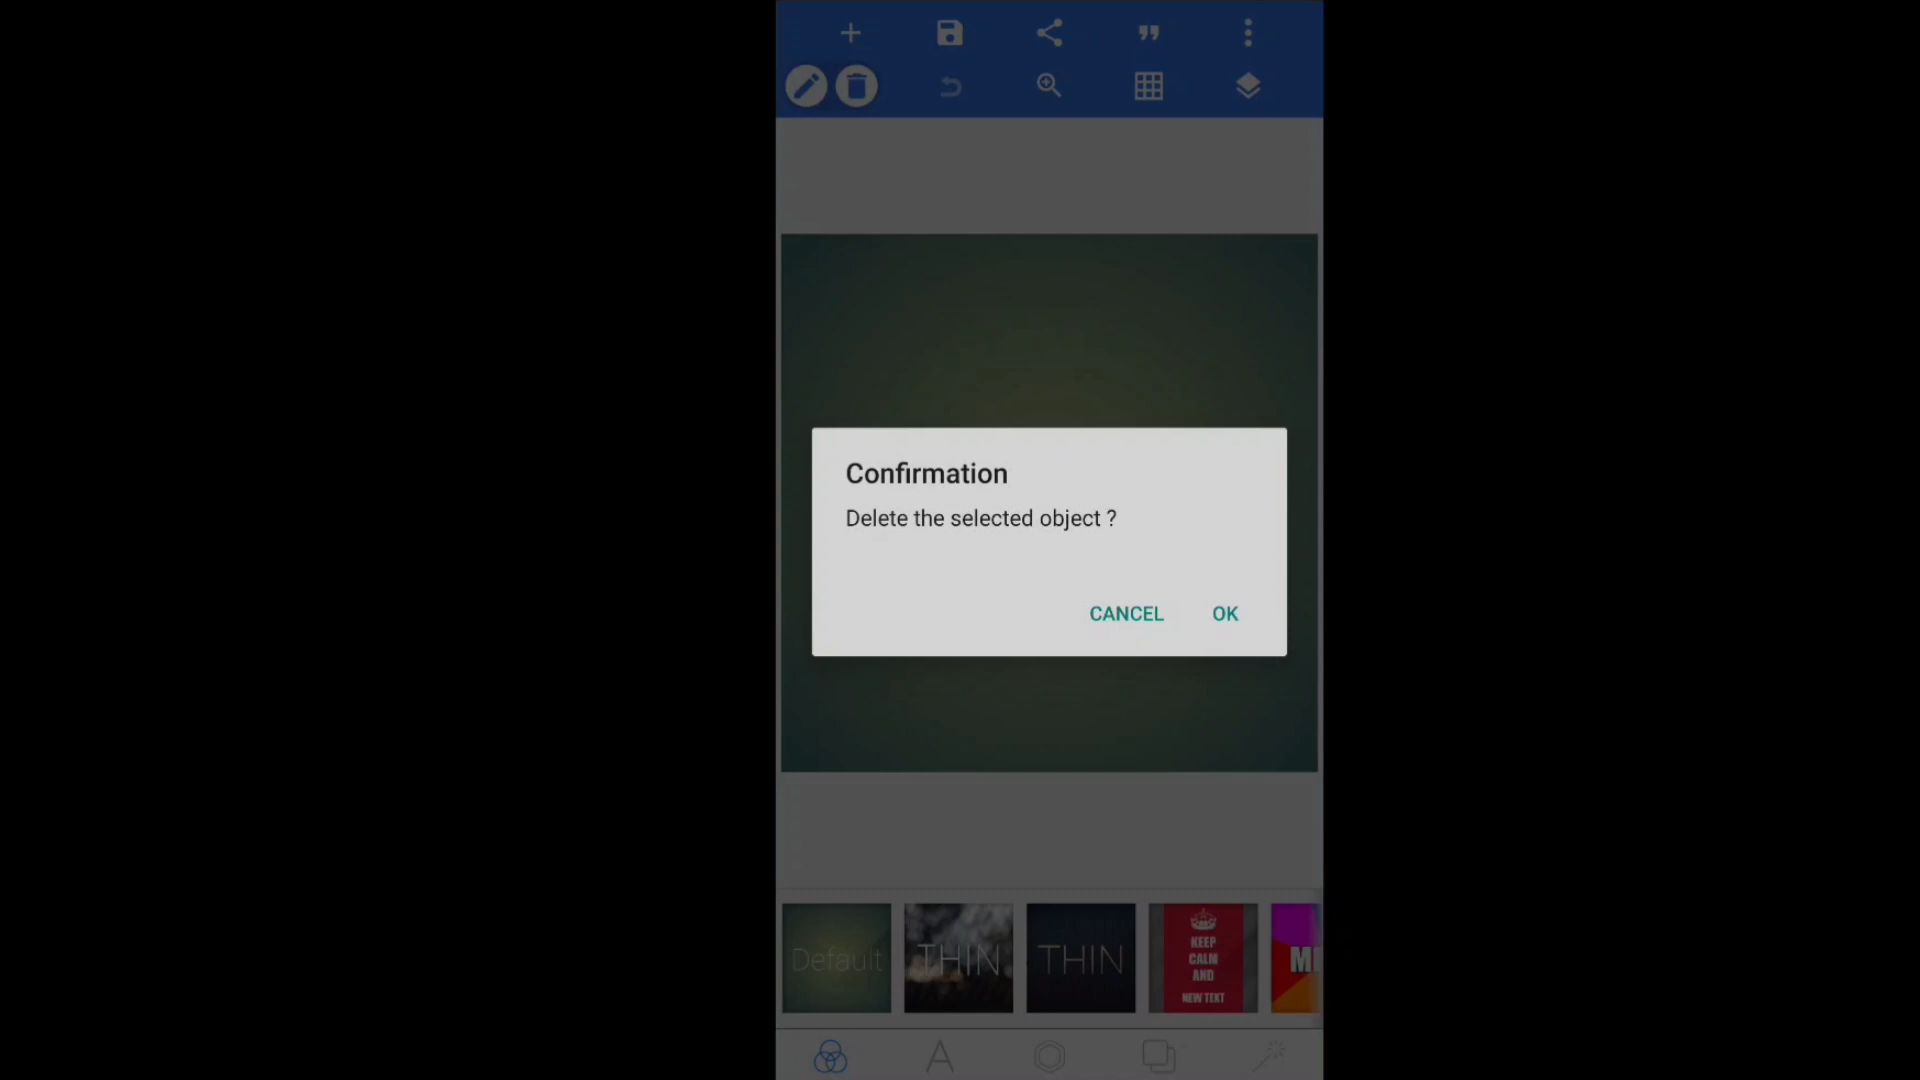 Confirmation
Delete the selected object ?
CANCEL OK
Default
THIN
THIN
KEEP
CALM
AND
NEW TEXT